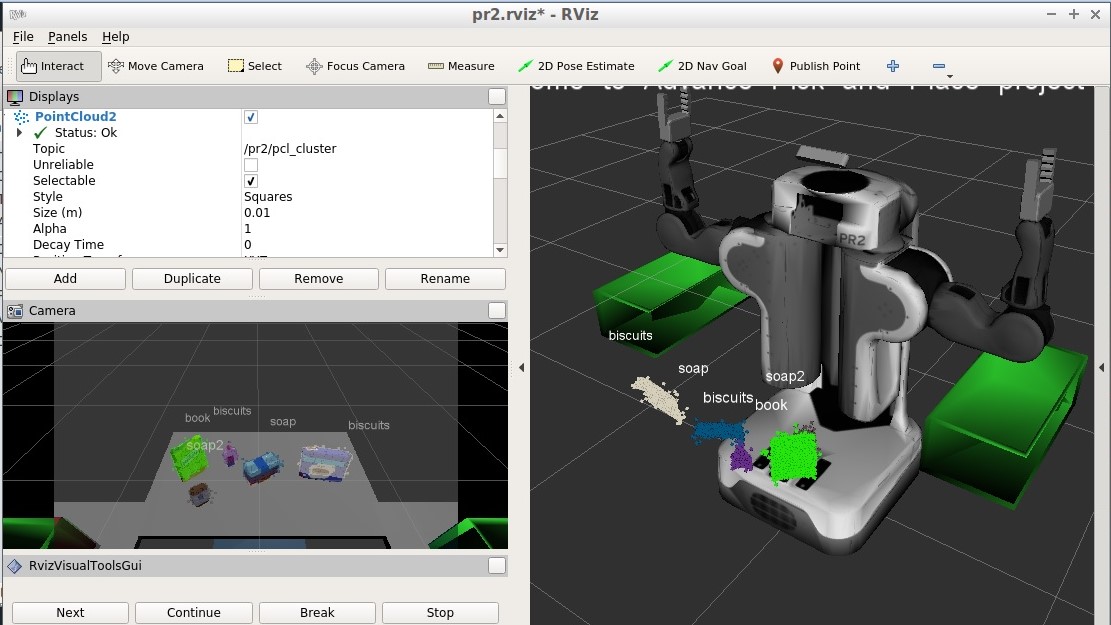 pr2.rviz* - RViz
File Panels Help
Interact Move Camera Select Focus Camera Measure 2D Pose Estimate 2D Nav Goal Publish Point
Displays
PointCloud2
Status: Ok
Topic /pr2/pcl_cluster
Unreliable
Selectable
Style Squares
Size (m) 0.01
Alpha 1
Decay Time 0
Add Duplicate Remove Rename
Camera
book biscuits
soap biscuits
soap2
RvizVisualToolsGui
Next Continue Break Stop
to Advance Pick and Place project
PR2
biscuits
soap soap2
biscuits book